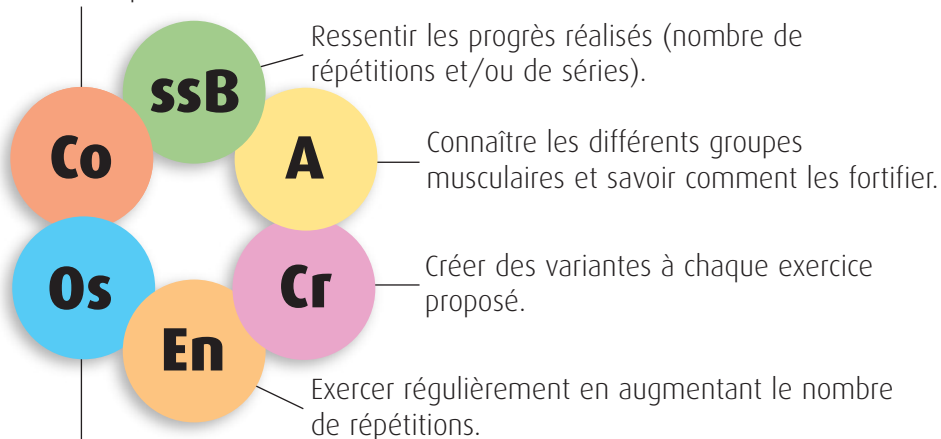 ssB
Ressentir les progrès réalisés (nombre de
répétitions et/ou de séries).
Co
A
Connaître les différents groupes
musculaires et savoir comment les fortifier.
Os
Cr
Créer des variantes à chaque exercice
proposé.
En
Exercer régulièrement en augmentant le nombre
de répétitions.